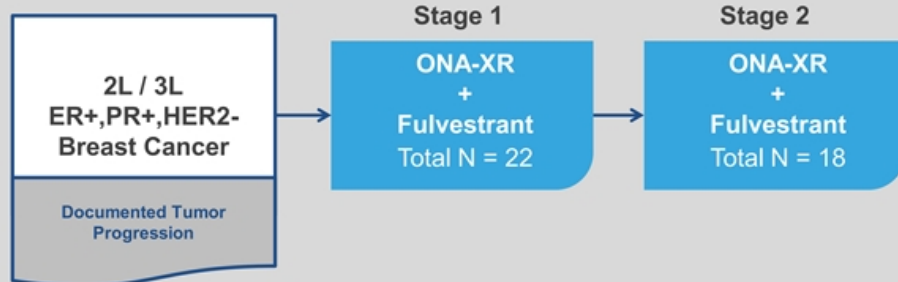 2L / 3L
ER+,PR+,HER2-
Breast Cancer
Documented Tumor
Progression
Stage 1
ONA-XR
+
Fulvestrant
Total N = 22
Stage 2
ONA-XR
+
Fulvestrant
Total N = 18